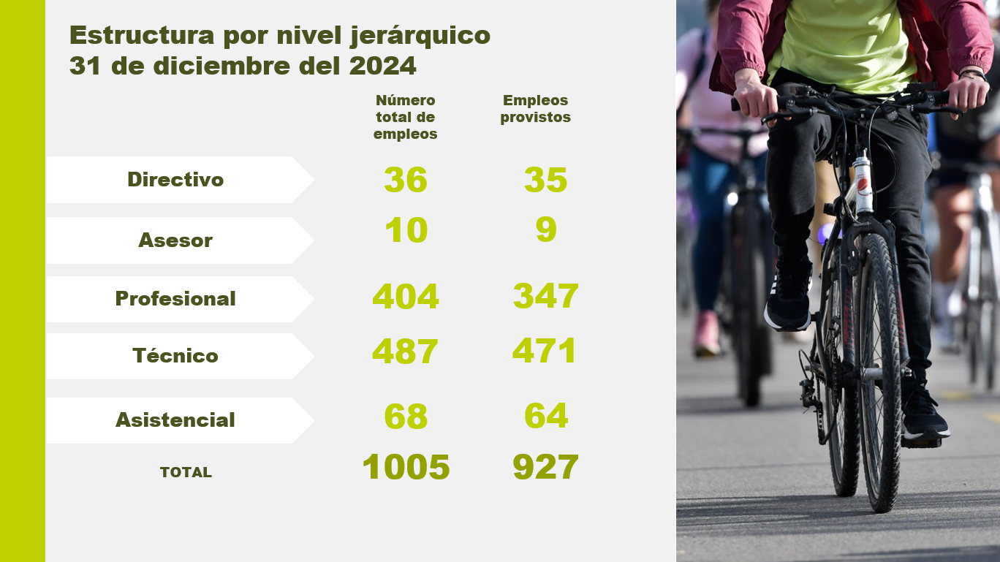 Estructura por nivel jerárquico
31 de diciembre del 2024
Número
total de
empleos
Empleos
provistos
Directivo 36 35
Asesor 10 9
Profesional 404 347
Técnico 487 471
Asistencial 68 64
TOTAL 1005 927